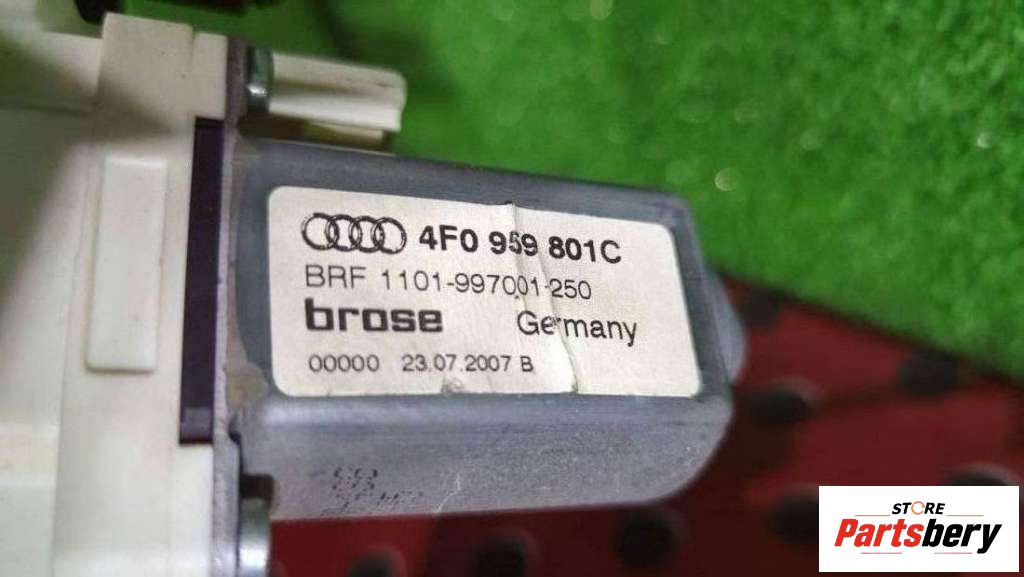 4F0 959 801C
BRF 1101-997001-250
brose Germany
00000 23.07.2007 B
STORE
Partsbery